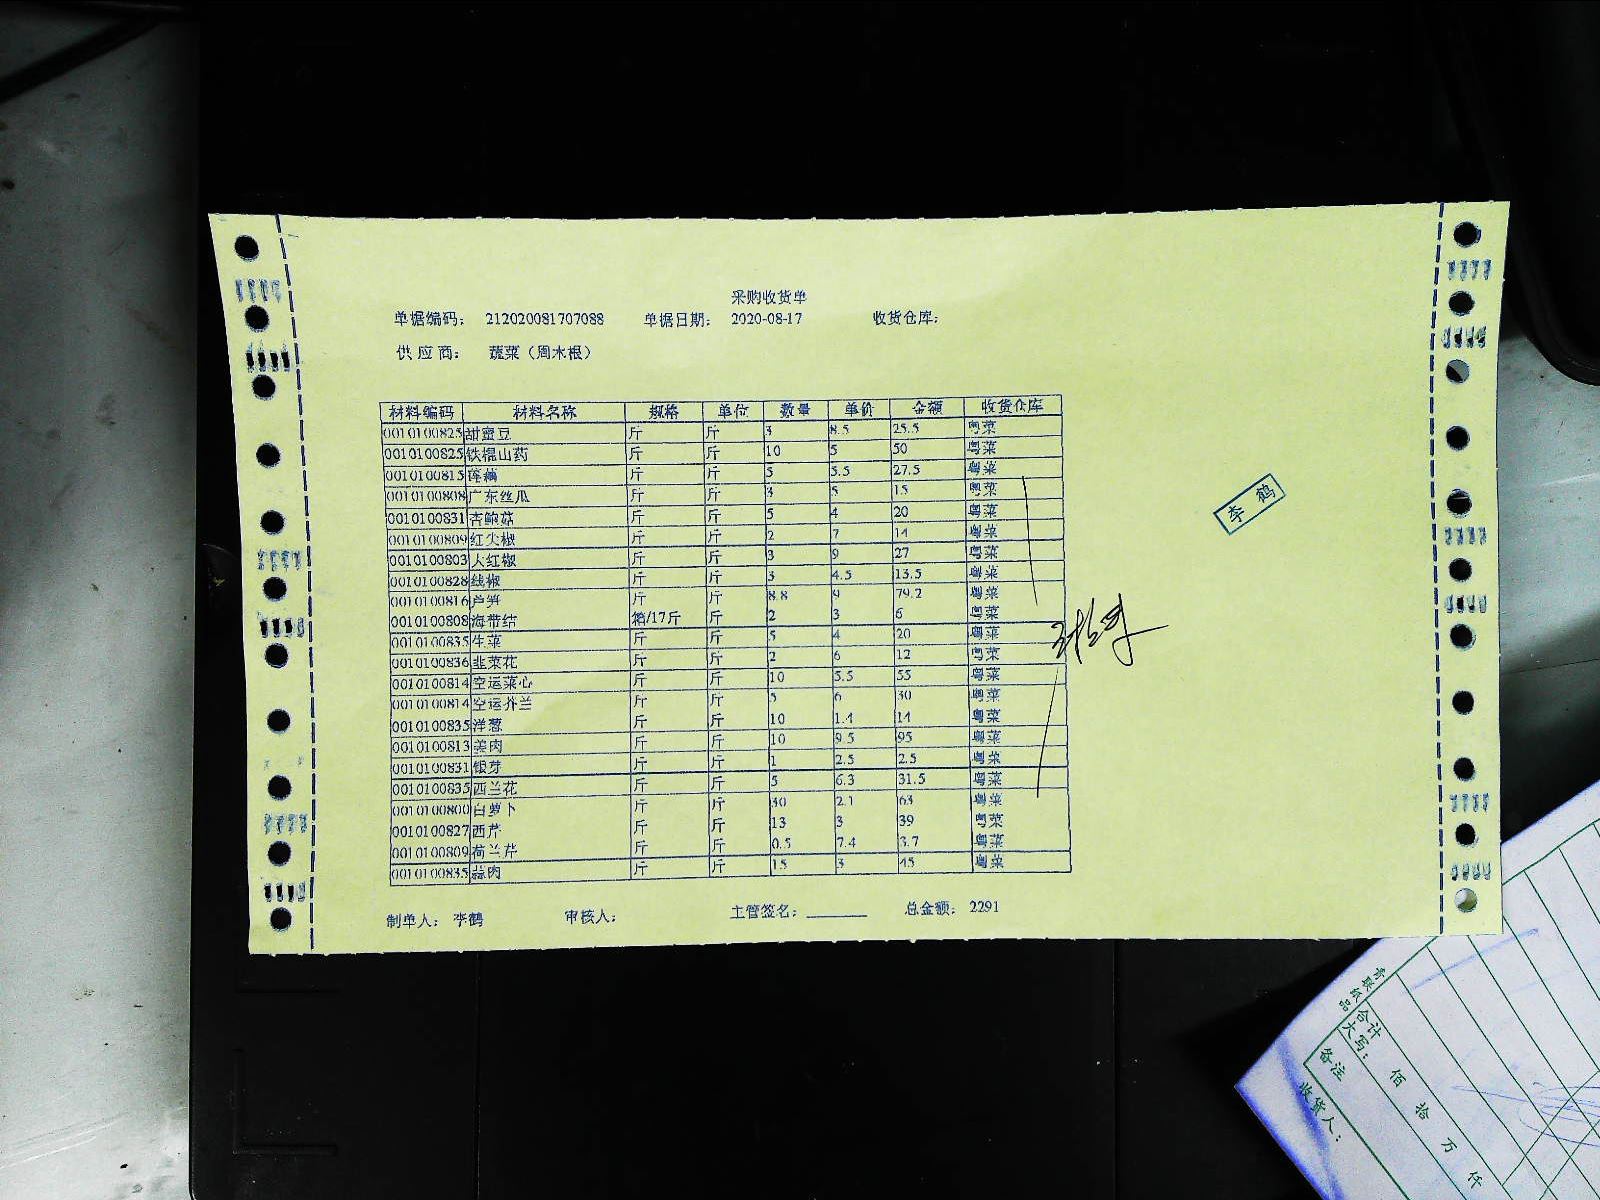 采购收货单
单据编码： 212020081707088 单据日期： 2020-08-17 收货仓库：
供 应 商： 蔬菜（周木根）
材料编码 材料名称 规格 单位 数量 单价 金额 收货仓库
0010100825 甜蜜豆 斤 斤 3 8.5 25.5 粤菜
0010100825 铁棍山药 斤 斤 10 5 50 粤菜
0010100815 莲藕 斤 斤 5 5.5 27.5 粤菜
0010100808 广东丝瓜 斤 斤 3 5 15 粤菜
0010100831 杏鲍菇 斤 斤 5 4 20 粤菜
0010100809 红尖椒 斤 斤 2 7 14 粤菜
0010100803 大红椒 斤 斤 3 9 27 粤菜
0010100828 线椒 斤 斤 3 4.5 13.5 粤菜
0010100816 芦笋 斤 斤 8.8 9 79.2 粤菜
0010100808 海带结 箱/17斤 斤 2 3 6 粤菜
0010100835 生菜 斤 斤 5 4 20 粤菜
0010100836 韭菜花 斤 斤 2 6 12 粤菜
0010100814 空运菜心 斤 斤 10 5.5 55 粤菜
0010100814 空运芥兰 斤 斤 5 6 30 粤菜
0010100835 洋葱 斤 斤 10 1.4 14 粤菜
0010100813 姜肉 斤 斤 10 9.5 95 粤菜
0010100831 银芽 斤 斤 1 2.5 2.5 粤菜
0010100835 西兰花 斤 斤 5 6.3 31.5 粤菜
0010100800 白萝卜 斤 斤 30 2.1 63 粤菜
0010100827 西芹 斤 斤 13 3 39 粤菜
0010100809 荷兰芹 斤 斤 0.5 7.4 3.7 粤菜
0010100835 蒜肉 斤 斤 15 3 45 粤菜
制单人： 李鹤 审核人： 主管签名： 总金额： 2291
李鹤
青联纸品
合计
大写： 佰 拾 万 仟
备注
收货人：